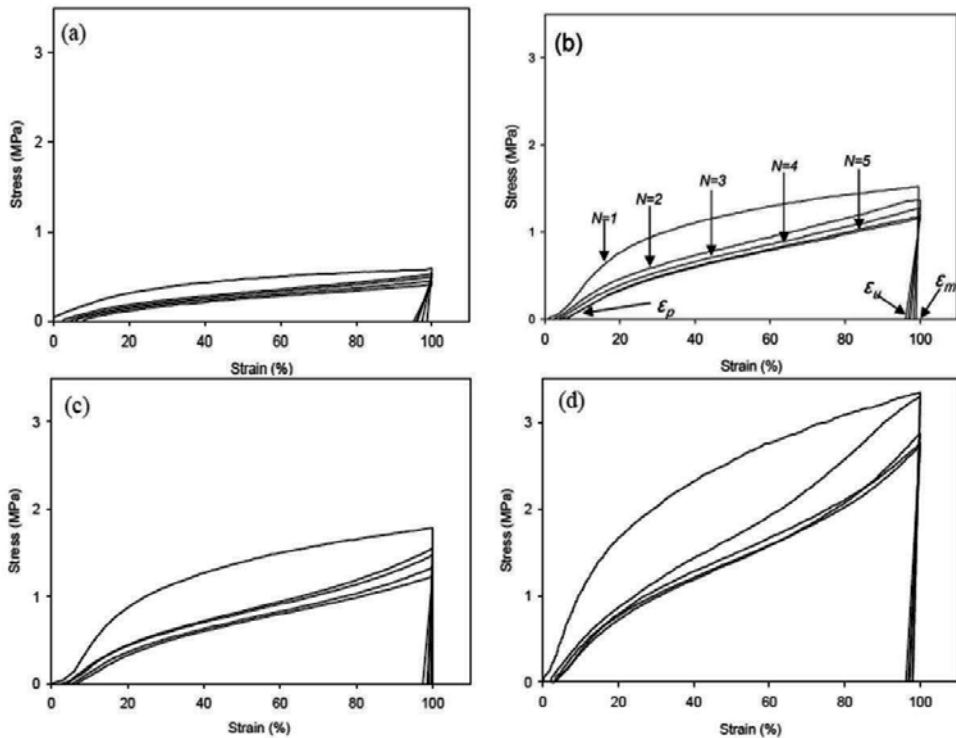 (a)
3
2
1
0
Stress (MPa)
0 20 40 60 80 100
Strain (%)
(b)
3
2
1
0
Stress (MPa)
N=1
N=2
N=3
N=4
N=5
εp
εu
εm
0 20 40 60 80 100
Strain (%)
(c)
3
2
1
0
Stress (MPa)
0 20 40 60 80 100
Strain (%)
(d)
3
2
1
0
Stress (MPa)
0 20 40 60 80 100
Strain (%)